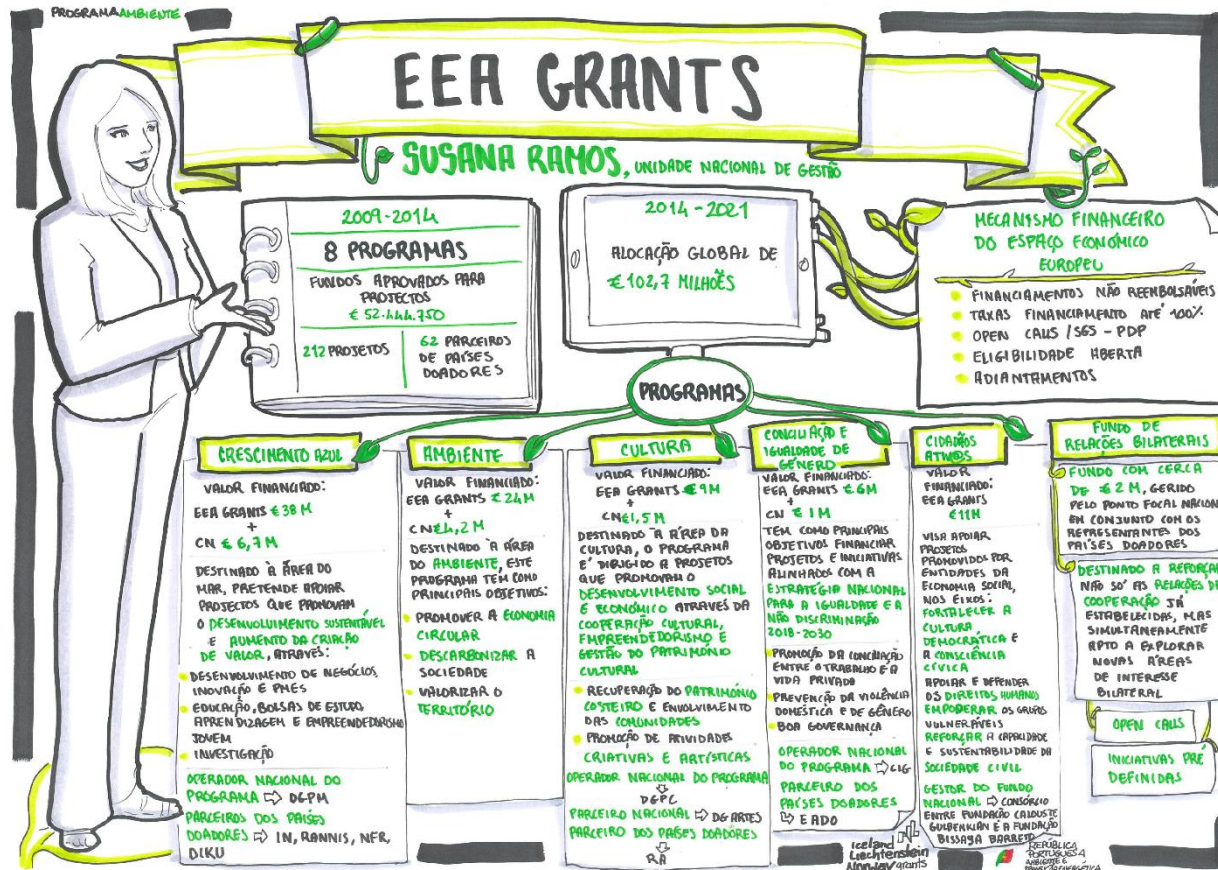 PROGRAMA AMBIENTE
EEA GRANTS
SUSANA RAMOS, UNIDADE NACIONAL DE GESTÃO
2009-2014
8 PROGRAMAS
FUNDOS APROVADOS PARA
PROJECTOS
€ 52.444.750
212 PROJETOS
62 PARCEIROS
DE PAÍSES
DOADORES
2014-2021
ALOCAÇÃO GLOBAL DE
€ 102,7 MILHÕES
MECANISMO FINANCEIRO
DO ESPAÇO ECONÓMICO
EUROPEU
FINANCIAMENTOS NÃO REEMBOLSÁVEIS
TAXAS FINANCIAMENTO ATÉ 100%
OPEN CALLS / SGS - PDP
ELIGIBILIDADE ABERTA
ADIANTAMENTOS
PROGRAMAS
CRESCIMENTO AZUL
VALOR FINANCIADO:
EEA GRANTS € 38 M
+
CN € 6,7 M
DESTINADO À ÁREA DO
MAR, PRETENDE APOIAR
PROJECTOS QUE PROMOVAM
O DESENVOLVIMENTO SUSTENTÁVEL
E AUMENTO DA CRIAÇÃO
DE VALOR, ATRAVÉS:
DESENVOLVIMENTO DE NEGÓCIOS,
INOVAÇÃO E PMES
EDUCAÇÃO, BOLSAS DE ESTUDO,
APRENDIZAGEM E EMPREENDEDORISMO
JOVEM
INVESTIGAÇÃO
OPERADOR NACIONAL DO
PROGRAMA ⇨ DGPM
PARCEIROS DOS PAÍSES
DOADORES ⇨ IN, RANNIS, NFR,
DIKU
AMBIENTE
VALOR FINANCIADO:
EEA GRANTS € 24 M
+
CN € 4,2 M
DESTINADO À ÁREA
DO AMBIENTE, ESTE
PROGRAMA TEM COMO
PRINCIPAIS OBJETIVOS:
PROMOVER A ECONOMIA
CIRCULAR
DESCARBONIZAR A
SOCIEDADE
VALORIZAR O
TERRITÓRIO
CULTURA
VALOR FINANCIADO:
EEA GRANTS € 9 M
+
CN € 1,5 M
DESTINADO À ÁREA DA
CULTURA, O PROGRAMA
É DIRIGIDO A PROJETOS
QUE PROMOVAM O
DESENVOLVIMENTO SOCIAL
E ECONÓMICO ATRAVÉS DA
COOPERAÇÃO CULTURAL,
EMPREENDEDORISMO E
GESTÃO DO PATRIMÓNIO
CULTURAL
RECUPERAÇÃO DO PATRIMÓNIO
COSTEIRO E ENVOLVIMENTO
DAS COMUNIDADES
PROMOÇÃO DE ATIVIDADES
CRIATIVAS E ARTÍSTICAS
OPERADOR NACIONAL DO PROGRAMA
⇩
DGPC
PARCEIRO NACIONAL ⇨ DG ARTES
PARCEIRO DOS PAÍSES DOADORES
⇩
RA
CONCILIAÇÃO E
IGUALDADE DE
GÉNERO
VALOR FINANCIADO:
EEA GRANTS € 6M
+
CN € 1 M
TEM COMO PRINCIPAIS
OBJETIVOS FINANCIAR
PROJETOS E INICIATIVAS
ALINHADOS COM A
ESTRATÉGIA NACIONAL
PARA A IGUALDADE E A
NÃO DISCRIMINAÇÃO
2018-2030
PROMOÇÃO DA CONCILIAÇÃO
ENTRE O TRABALHO E A
VIDA PRIVADA
PREVENÇÃO DA VIOLÊNCIA
DOMÉSTICA E DE GÉNERO
BOA GOVERNANÇA
OPERADOR NACIONAL
DO PROGRAMA ⇨ CIG
PARCEIRO DOS
PAÍSES DOADORES
↳ EADO
CIDADÃOS
ATIV@S
VALOR
FINANCIADO:
EEA GRANTS
€ 11M
VISA APOIAR
PROJETOS
PROMOVIDOS POR
ENTIDADES DA
ECONOMIA SOCIAL,
NOS EIXOS:
FORTALECER A
CULTURA
DEMOCRÁTICA E
A CONSCIÊNCIA
CÍVICA
APOIAR E DEFENDER
OS DIREITOS HUMANOS
EMPODERAR OS GRUPOS
VULNERÁVEIS
REFORÇAR A CAPACIDADE
E SUSTENTABILIDADE DA
SOCIEDADE CIVIL
GESTOR DO FUNDO
NACIONAL ⇨ CONSÓRCIO
ENTRE FUNDAÇÃO CALOUSTE
GULBENKIAN E A FUNDAÇÃO
BISSAYA BARRETO
FUNDO DE
RELAÇÕES BILATERAIS
FUNDO COM CERCA
DE € 2 M, GERIDO
PELO PONTO FOCAL NACIONAL
EM CONJUNTO COM OS
REPRESENTANTES DOS
PAÍSES DOADORES
DESTINADO A REFORÇAR
NÃO SÓ AS RELAÇÕES DE
COOPERAÇÃO JÁ
ESTABELECIDAS, MAS
SIMULTANEAMENTE
APTO A EXPLORAR
NOVAS ÁREAS
DE INTERESSE
BILATERAL
OPEN CALLS
INICIATIVAS PRÉ
DEFINIDAS
Iceland
Liechtenstein
Norway grants
REPÚBLICA
PORTUGUESA
AMBIENTE E
TRANSIÇÃO ENERGÉTICA